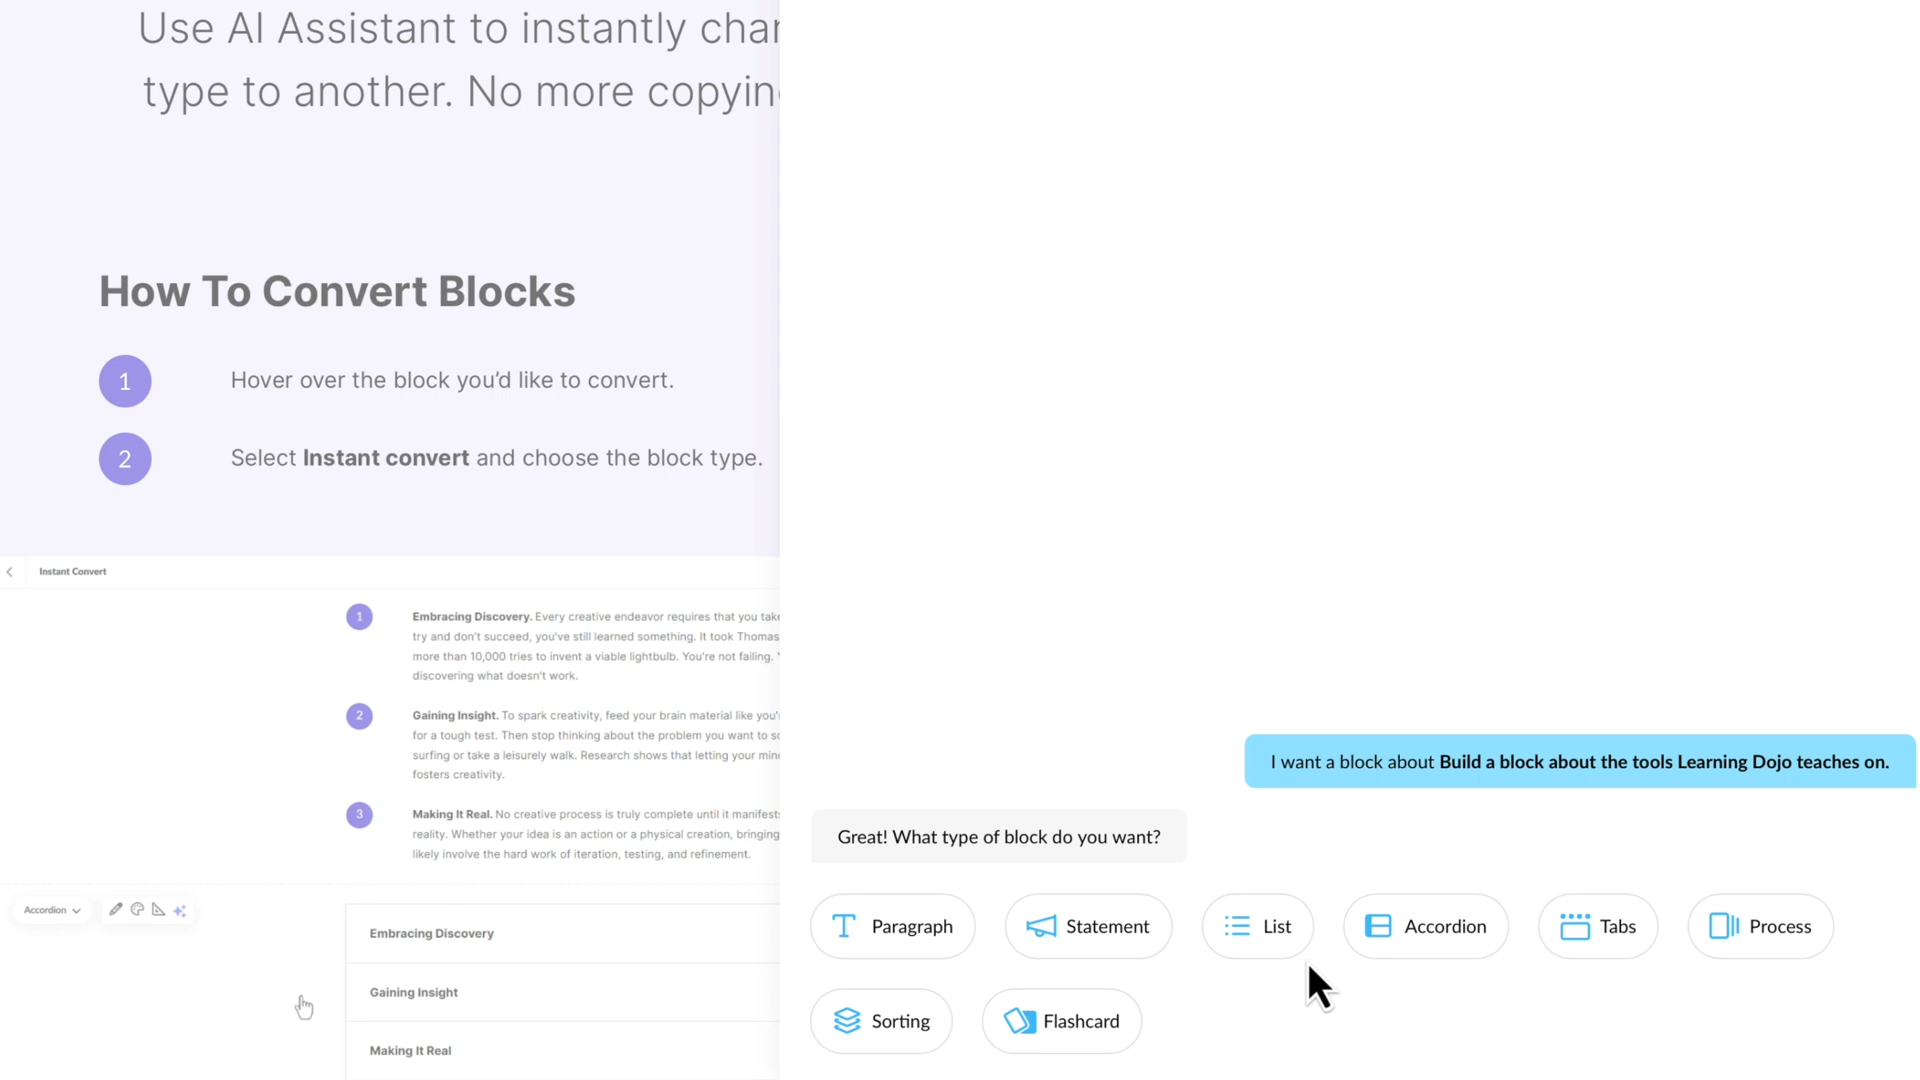 Use AI Assistant to instantly
type to another. No more
How To Convert Blocks
1
Hover over the block you’d like to convert.
2
Select Instant convert and choose the block type.
Instant Convert
1
Embracing Discovery. Every creative endeavor requires that you take
try and don't succeed, you've still learned something. It took Thomas
more than 10,000 tries to invent a viable lightbulb. You're not failing.
discovering what doesn't work.
2
Gaining Insight. To spark creativity, feed your brain material like
for a tough test. Then stop thinking about the problem you want to
surfing or take a leisurely walk. Research shows that letting your
fosters creativity.
3
Making It Real. No creative process is truly complete until it
reality. Whether your idea is an action or a physical creation, bringing
likely involve the hard work of iteration, testing, and refinement.
Accordion
Embracing Discovery
Gaining Insight
Making It Real
I want a block about Build a block about the tools Learning Dojo teaches on.
Great! What type of block do you want?
Paragraph
Statement
List
Accordion
Tabs
Process
Sorting
Flashcard